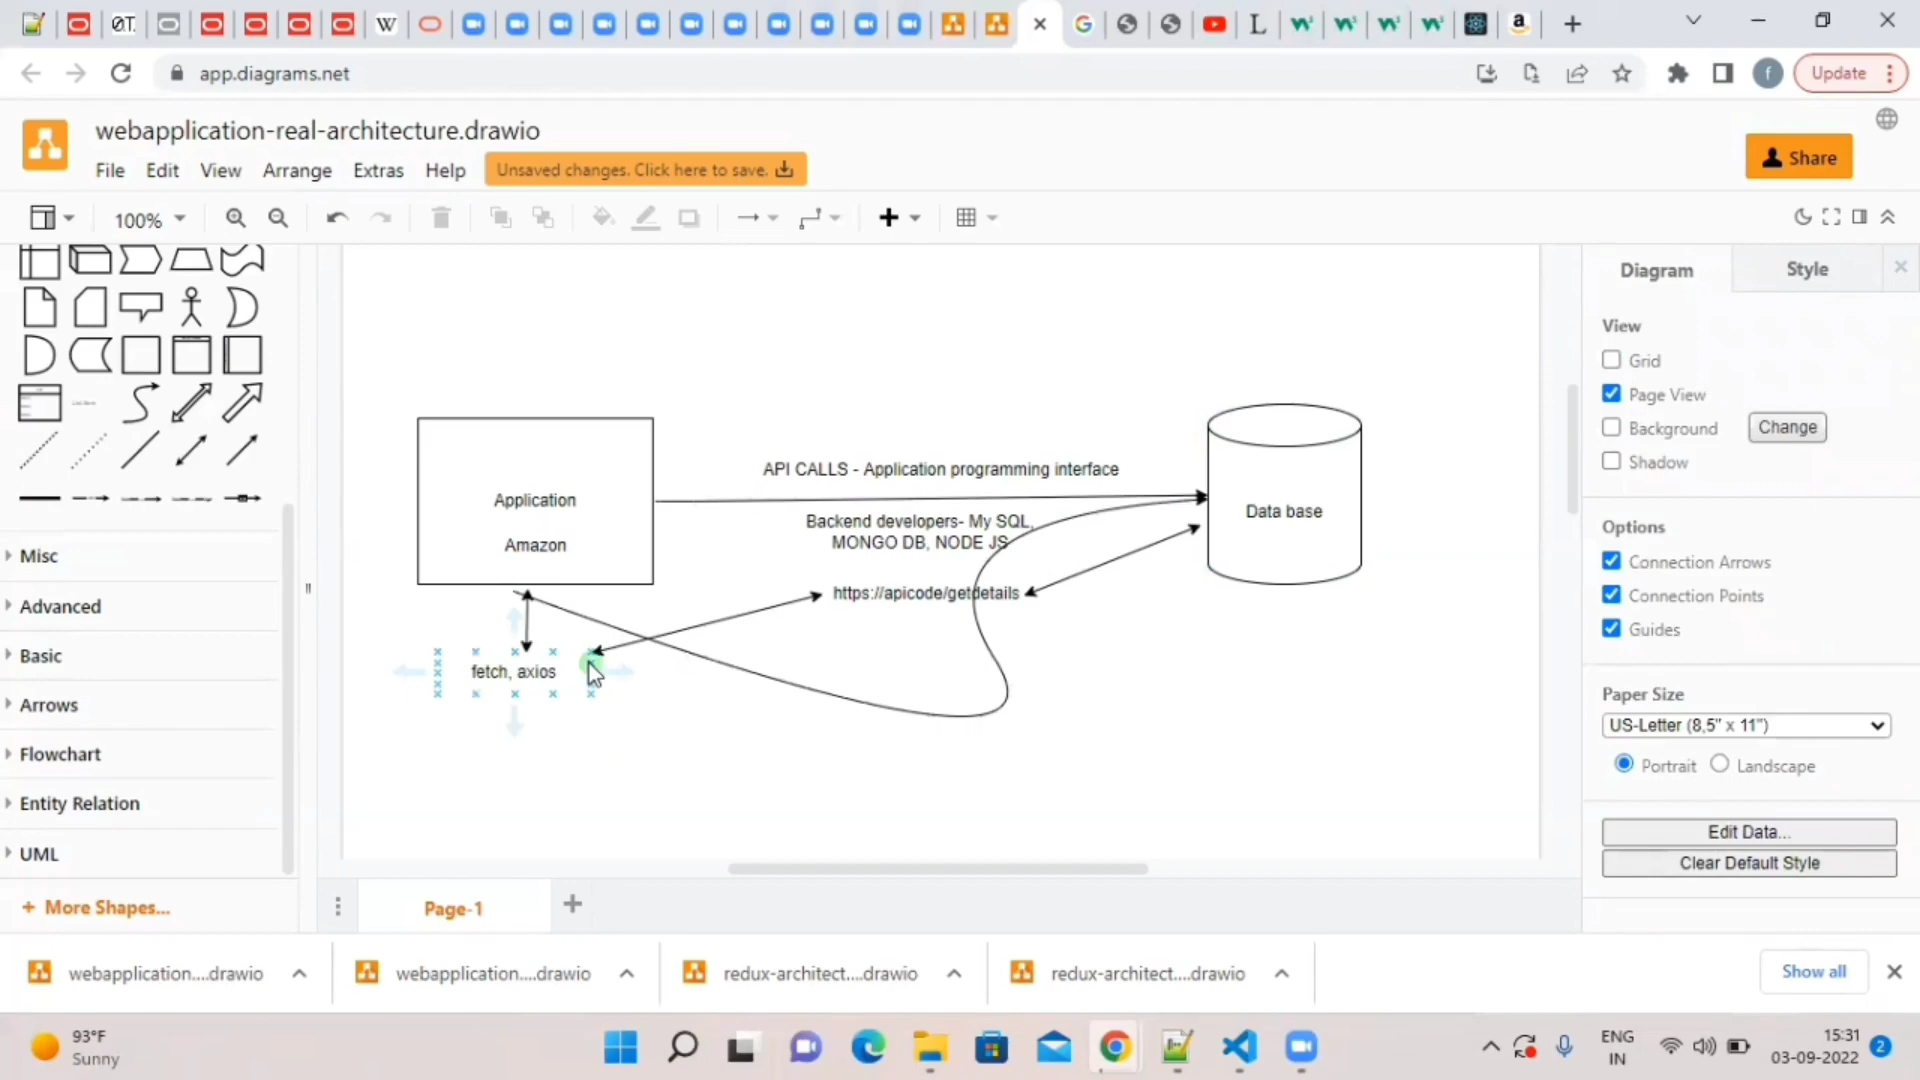 app.diagrams.net
Update
webapplication-real-architecture.drawio
File Edit View Arrange Extras Help
Unsaved changes. Click here to save.
Share
100%
Diagram
Style
View
Grid
Page View
Background
Change
Shadow
Options
Connection Arrows
Connection Points
Guides
Paper Size
US-Letter (8,5" x 11")
Portrait
Landscape
Edit Data...
Clear Default Style
Misc
Advanced
Basic
Arrows
Flowchart
Entity Relation
UML
+ More Shapes...
Application
Amazon
API CALLS - Application programming interface
Backend developers- My SQL,
MONGO DB, NODE JS
https://apicode/getdetails
Data base
fetch, axios
Page-1
webapplication....drawio
webapplication....drawio
redux-architect....drawio
redux-architect....drawio
Show all
93°F
Sunny
ENG
IN
15:31
03-09-2022
2